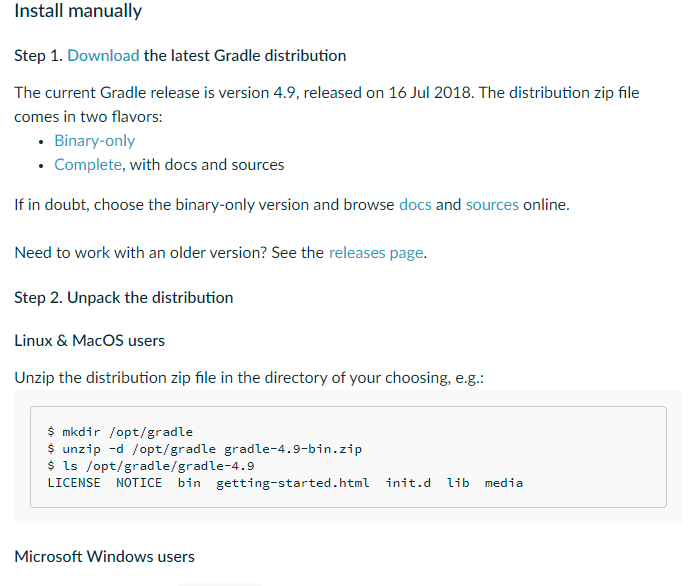 Install manually
Step 1. Download the latest Gradle distribution
The current Gradle release is version 4.9, released on 16 Jul 2018. The distribution zip file
comes in two flavors:
• Binary-only
• Complete, with docs and sources
If in doubt, choose the binary-only version and browse docs and sources online.
Need to work with an older version? See the releases page.
Step 2. Unpack the distribution
Linux & MacOS users
Unzip the distribution zip file in the directory of your choosing, e.g.:
$ mkdir /opt/gradle
$ unzip -d /opt/gradle gradle-4.9-bin.zip
$ ls /opt/gradle/gradle-4.9
LICENSE  NOTICE  bin  getting-started.html  init.d  lib  media
Microsoft Windows users